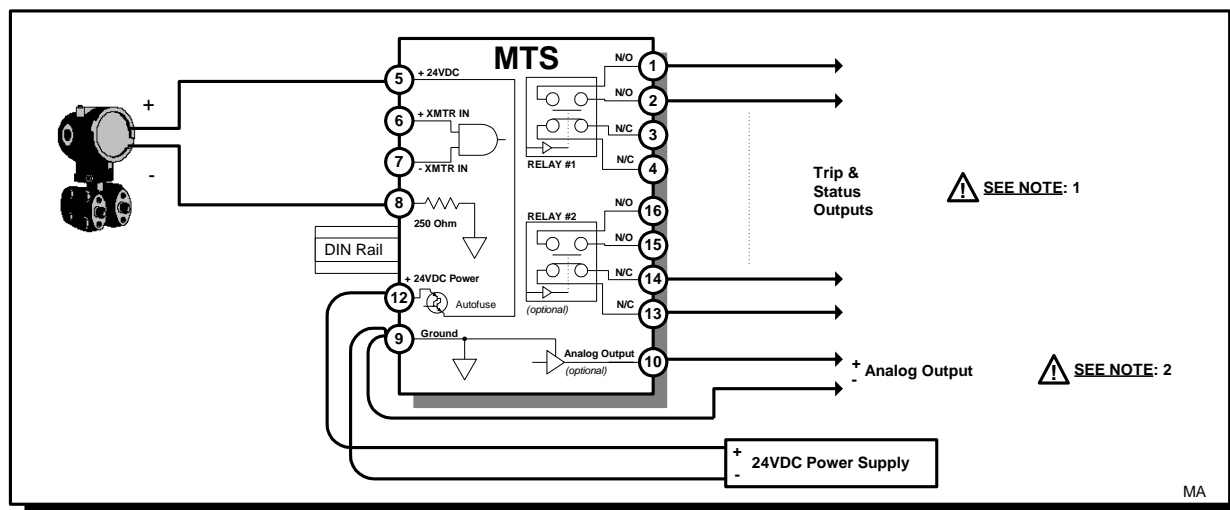 MTS
+
-
5
+ 24VDC
6
+ XMTR IN
7
- XMTR IN
8
250 Ohm
DIN Rail
+ 24VDC Power
12
Autofuse
9
Ground
N/O
1
N/O
2
N/C
3
N/C
4
RELAY #1
N/O
16
RELAY #2
N/O
15
N/C
14
N/C
13
(optional)
Analog Output
(optional)
10
Trip &
Status
Outputs
SEE NOTE: 1
+
-
Analog Output
SEE NOTE: 2
+
-
24VDC Power Supply
MA